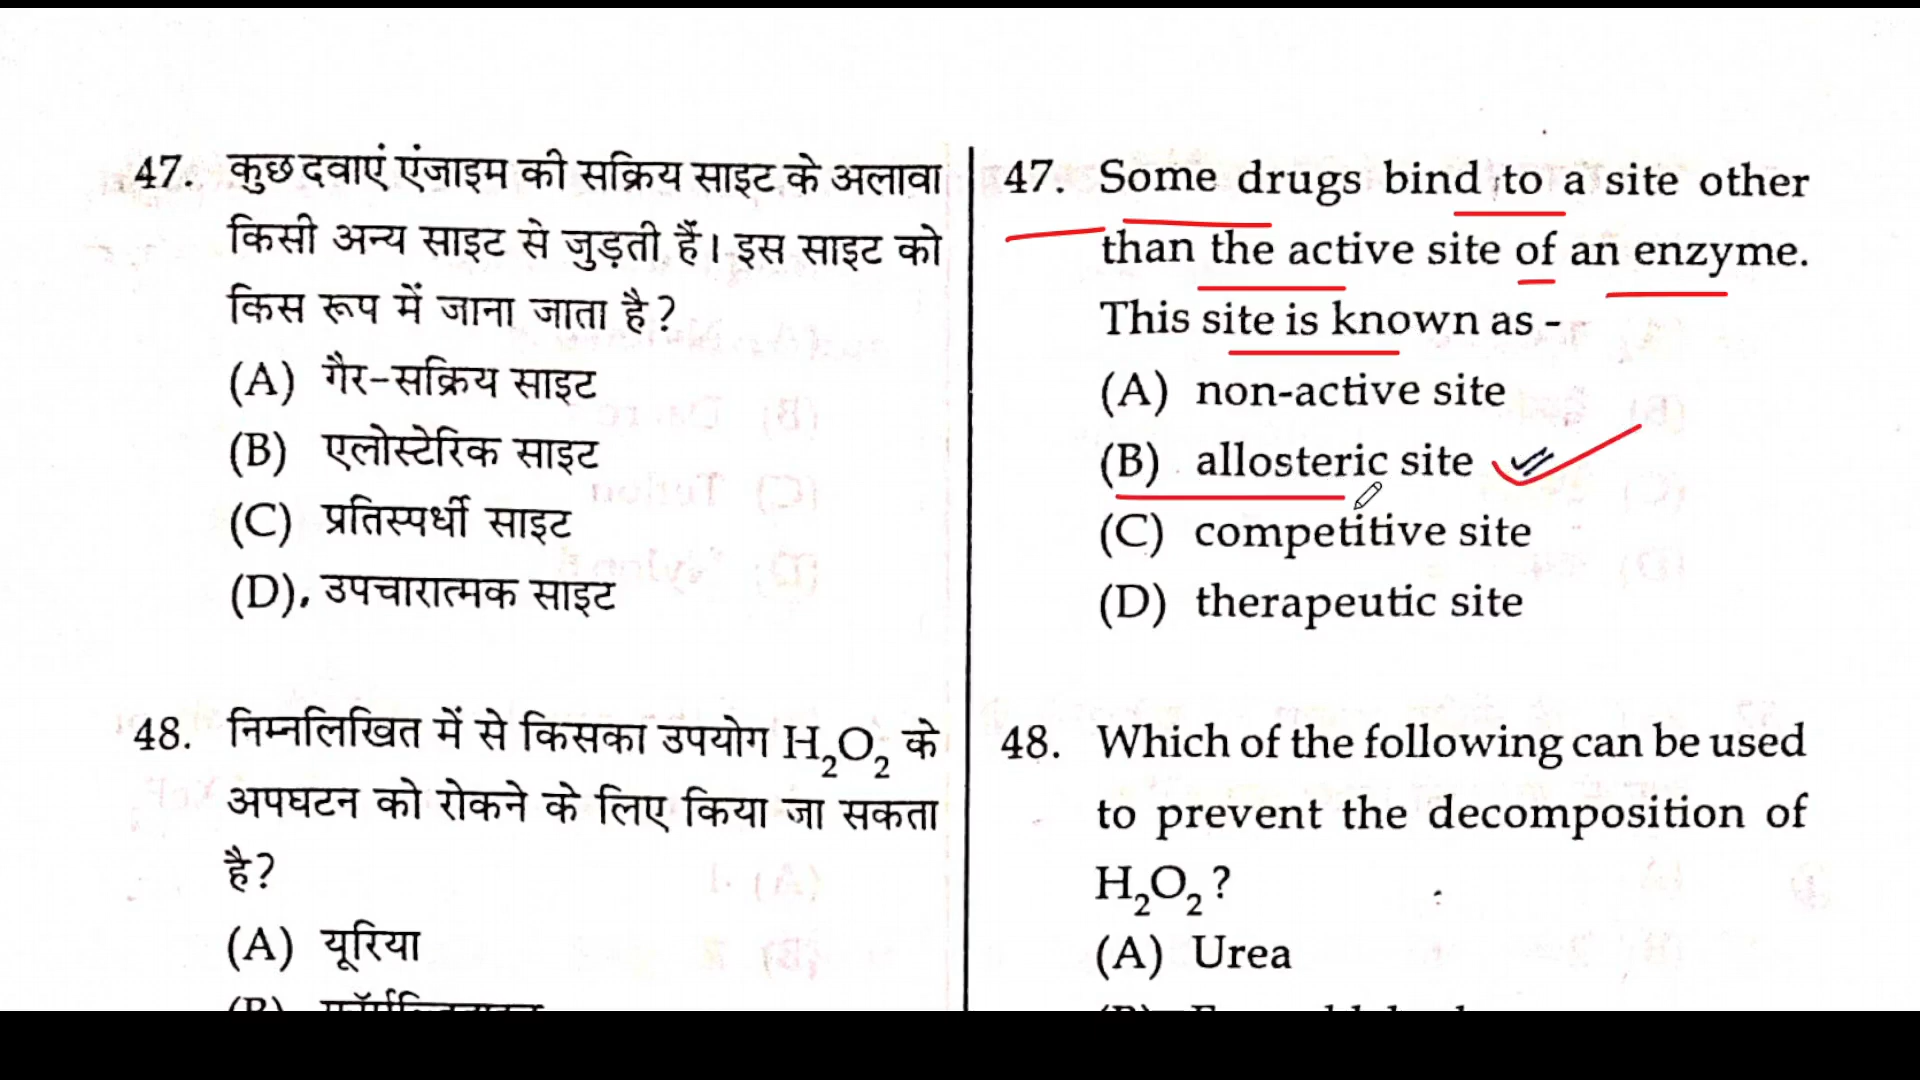 47. कुछ दवाएं एंजाइम की सक्रिय साइट के अलावा
किसी अन्य साइट से जुड़ती हैं। इस साइट को
किस रूप में जाना जाता है?
(A) गैर-सक्रिय साइट
(B) एलोस्टेरिक साइट
(C) प्रतिस्पर्धी साइट
(D) उपचारात्मक साइट
48. निम्नलिखित में से किसका उपयोग H₂O₂ के
अपघटन को रोकने के लिए किया जा सकता
है?
(A) यूरिया
47. Some drugs bind to a site other
than the active site of an enzyme.
This site is known as -
(A) non-active site
(B) allosteric site
(C) competitive site
(D) therapeutic site
48. Which of the following can be used
to prevent the decomposition of
H₂O₂ ?
(A) Urea